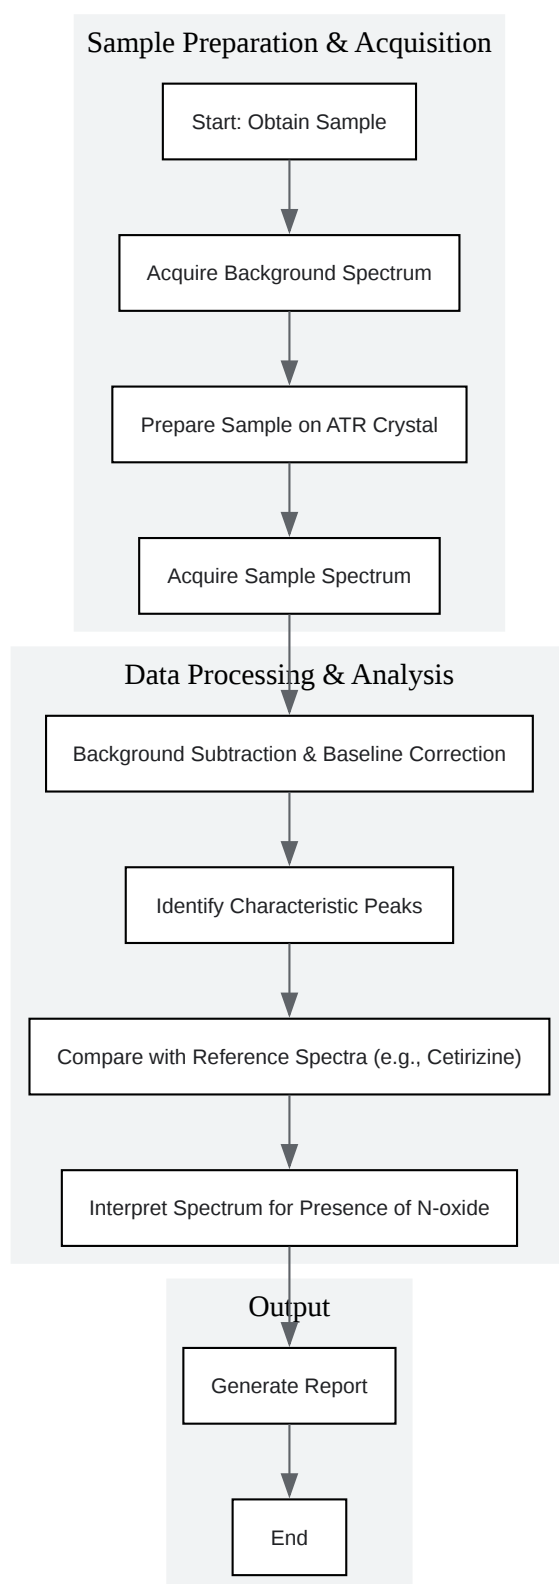 Sample Preparation & Acquisition
Start: Obtain Sample
Acquire Background Spectrum
Prepare Sample on ATR Crystal
Acquire Sample Spectrum
Data Processing & Analysis
Background Subtraction & Baseline Correction
Identify Characteristic Peaks
Compare with Reference Spectra (e.g., Cetirizine)
Interpret Spectrum for Presence of N-oxide
Output
Generate Report
End